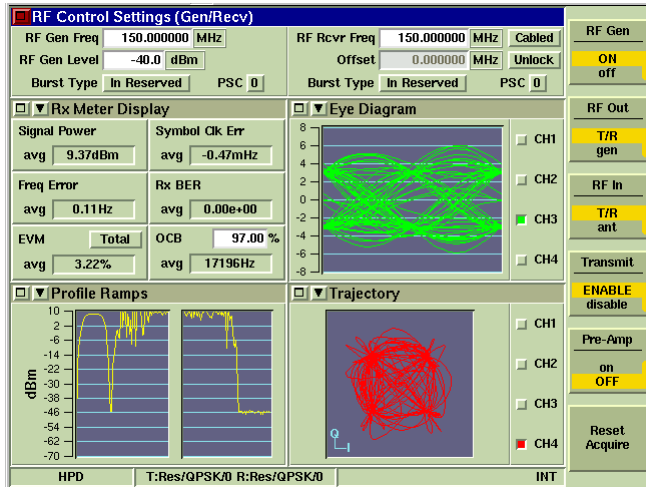 RF Control Settings (Gen/Recv)
RF Gen Freq 150.000000 MHz RF Rcvr Freq 150.000000 MHz Cabled
RF Gen Level -40.0 dBm Offset 0.000000 MHz Unlock
Burst Type In Reserved PSC 0 Burst Type In Reserved PSC 0
Rx Meter Display
Signal Power Symbol Clk Err
avg 9.37dBm avg -0.47mHz
Freq Error Rx BER
avg 0.11Hz avg 0.00e+00
EVM Total OCB 97.00 %
avg 3.22% avg 17196Hz
Eye Diagram
8
6
4
2
0
-2
-4
-6
-8
CH1
CH2
CH3
CH4
Profile Ramps
dBm
10
2
-6
-14
-22
-30
-38
-46
-54
-62
-70
Trajectory
Q
I
CH1
CH2
CH3
CH4
HPD T:Res/QPSK/0 R:Res/QPSK/0 INT
RF Gen
ON
off
RF Out
T/R
gen
RF In
T/R
ant
Transmit
ENABLE
disable
Pre-Amp
on
OFF
Reset
Acquire